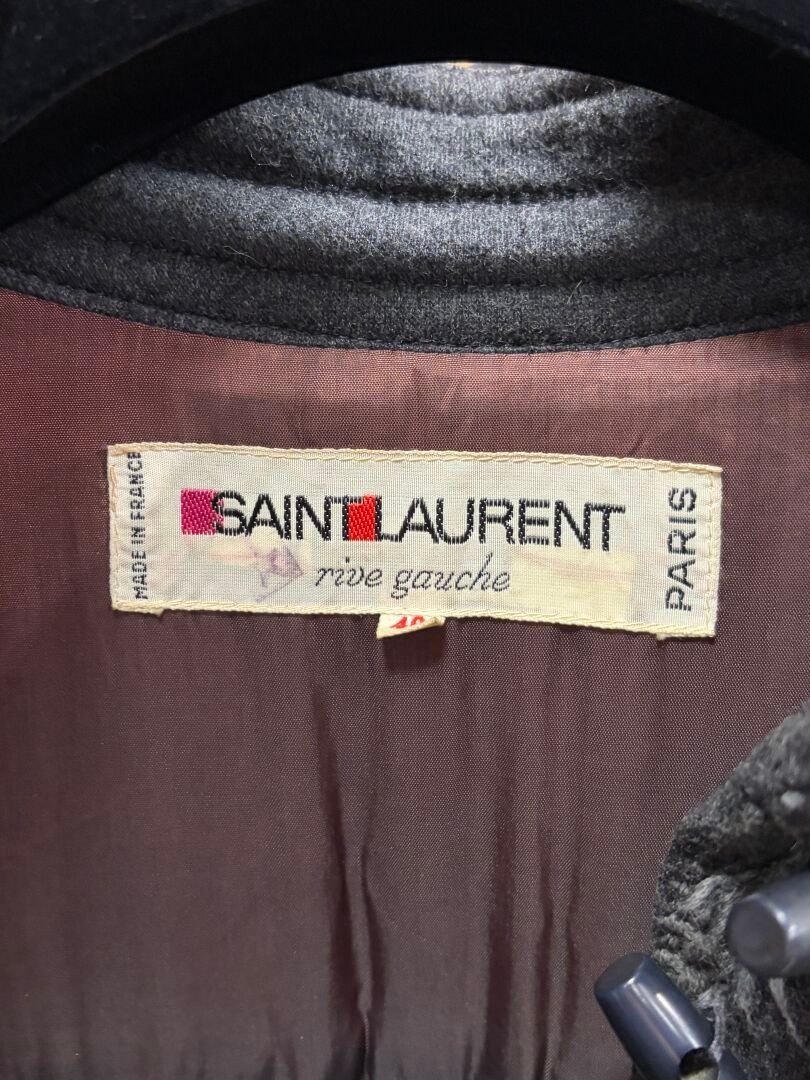 MADE IN FRANCE
SAINT LAURENT
rive gauche
PARIS